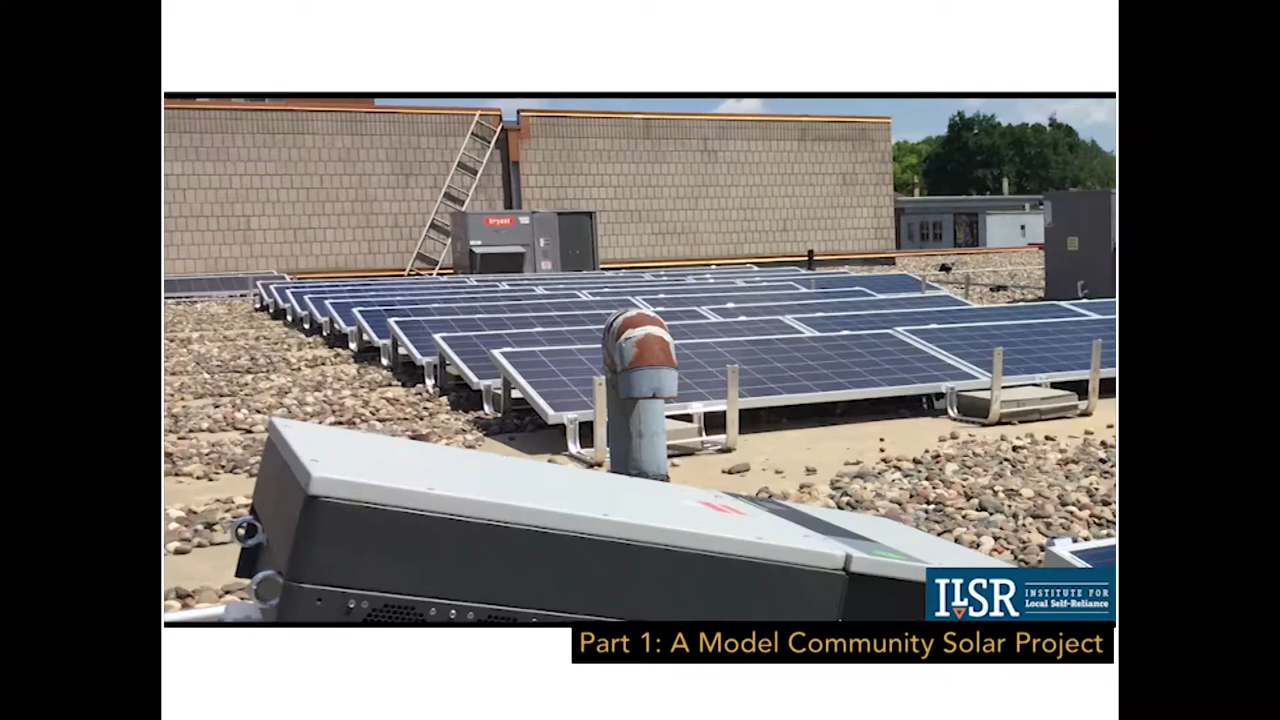 bryant
ILSR
INSTITUTE FOR
Local Self-Reliance
Part 1: A Model Community Solar Project